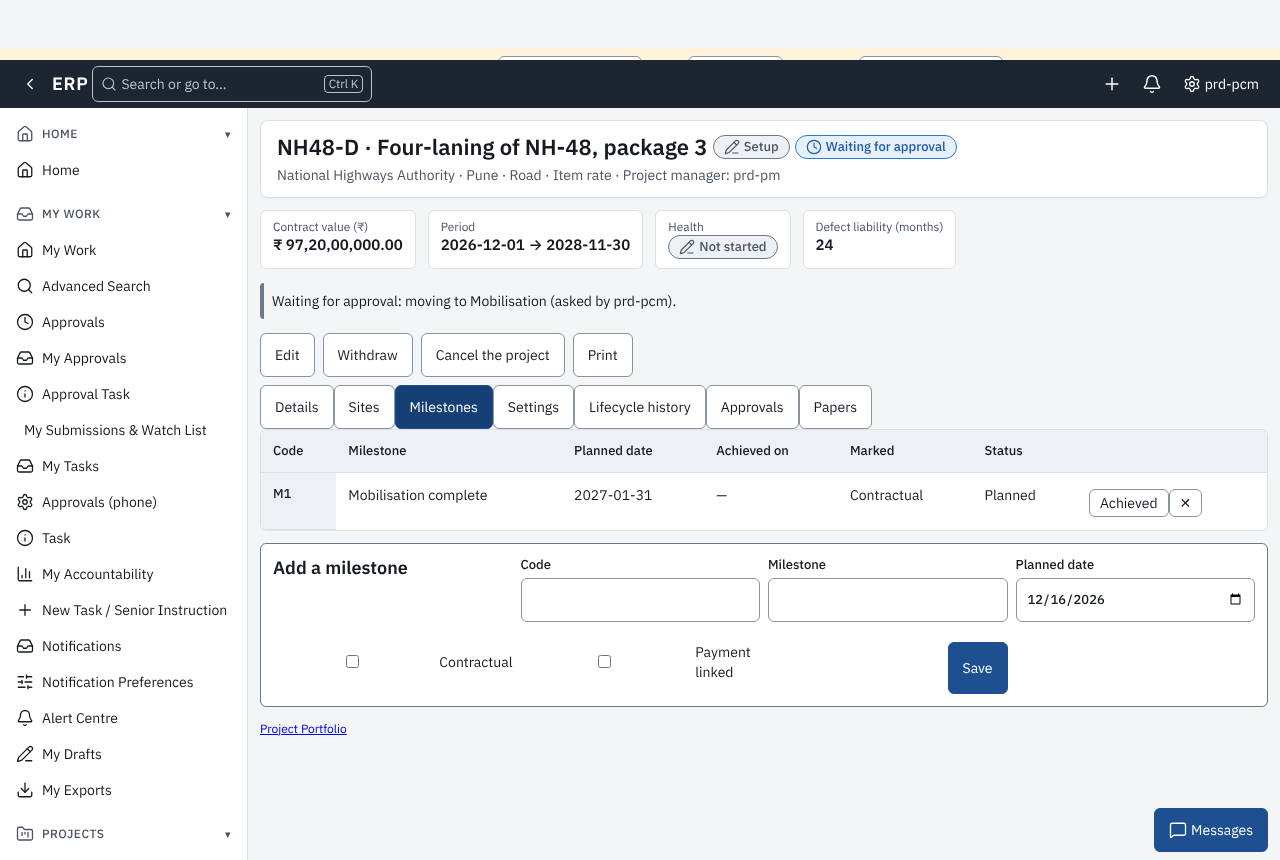 ERP
Search or go to...
Ctrl K
prd-pcm
HOME
Home
MY WORK
My Work
Advanced Search
Approvals
My Approvals
Approval Task
My Submissions & Watch List
My Tasks
Approvals (phone)
Task
My Accountability
New Task / Senior Instruction
Notifications
Notification Preferences
Alert Centre
My Drafts
My Exports
PROJECTS
NH48-D · Four-laning of NH-48, package 3 Setup Waiting for approval
National Highways Authority · Pune · Road · Item rate · Project manager: prd-pm
Contract value (₹)
₹ 97,20,00,000.00
Period
2026-12-01 → 2028-11-30
Health
Not started
Defect liability (months)
24
Waiting for approval: moving to Mobilisation (asked by prd-pcm).
Edit Withdraw Cancel the project Print
Details Sites Milestones Settings Lifecycle history Approvals Papers
Code Milestone Planned date Achieved on Marked Status
M1 Mobilisation complete 2027-01-31 — Contractual Planned Achieved ✕
Add a milestone
Code
Milestone
Planned date
12/16/2026
Contractual
Payment
linked
Save
Project Portfolio
Messages